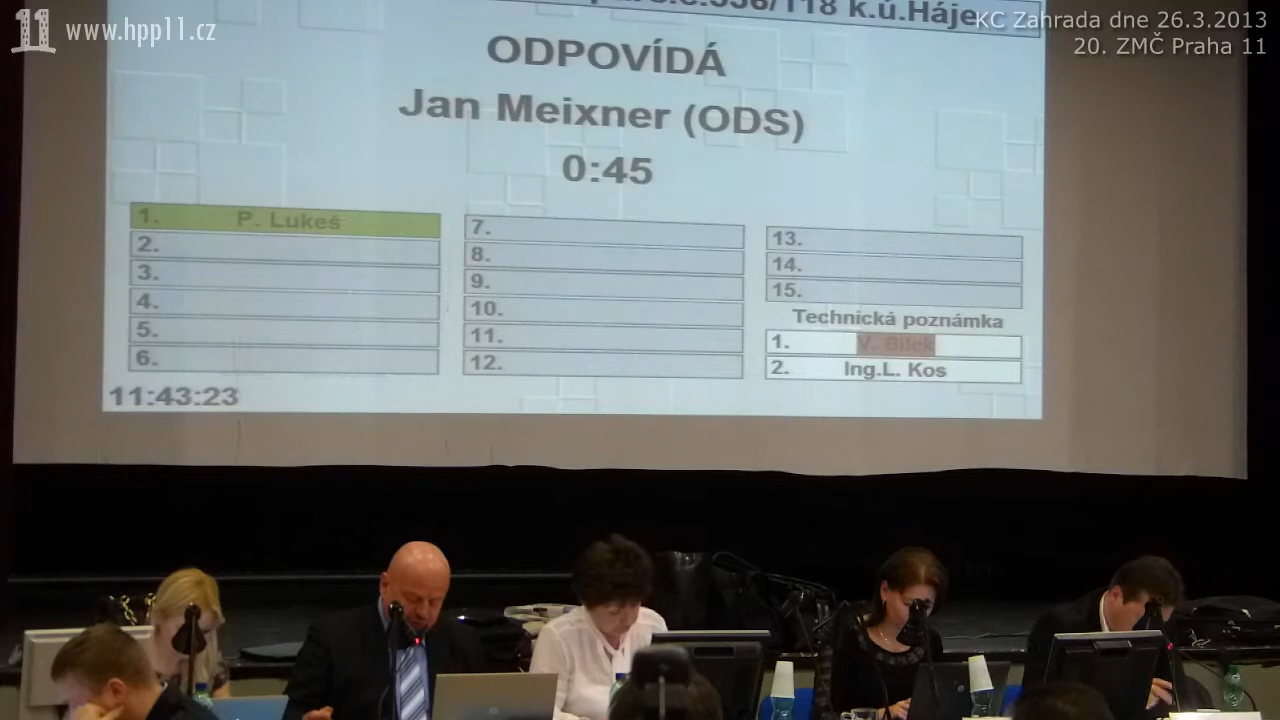 www.hpp11.cz
KC Zahrada dne 26.3.2013
20. ZMČ Praha 11
k.ú.Háje
ODPOVÍDÁ
Jan Meixner (ODS)
0:45
1. P. Lukeš
2.
3.
4.
5.
6.
7.
8.
9.
10.
11.
12.
13.
14.
15.
Technická poznámka
1. V. Bílek
2. Ing.L. Kos
11:43:23